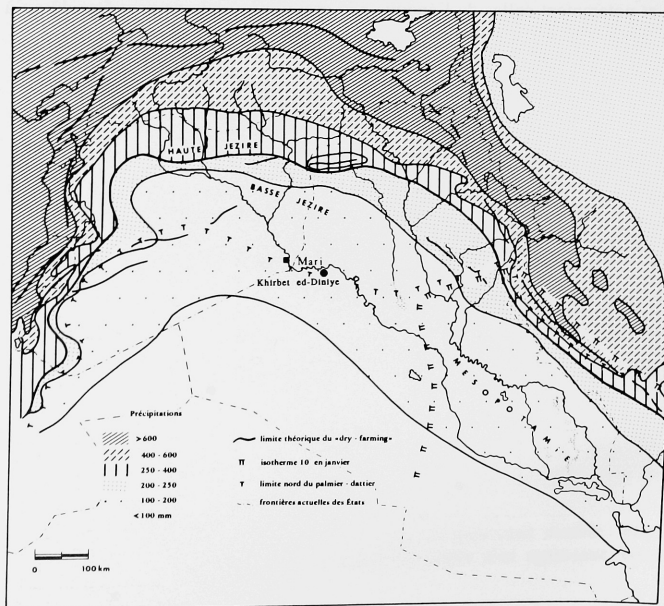 HAUTE JEZIRE
BASSE JEZIRE
Mari
Khirbet ed-Diniye
MESOPOTAMIE
Précipitations
>600
400 - 600
250 - 400
200 - 250
100 - 200
<100 mm
limite théorique du «dry - farming»
isotherme 10 en janvier
limite nord du palmier - dattier
frontières actuelles des États
0 100 km